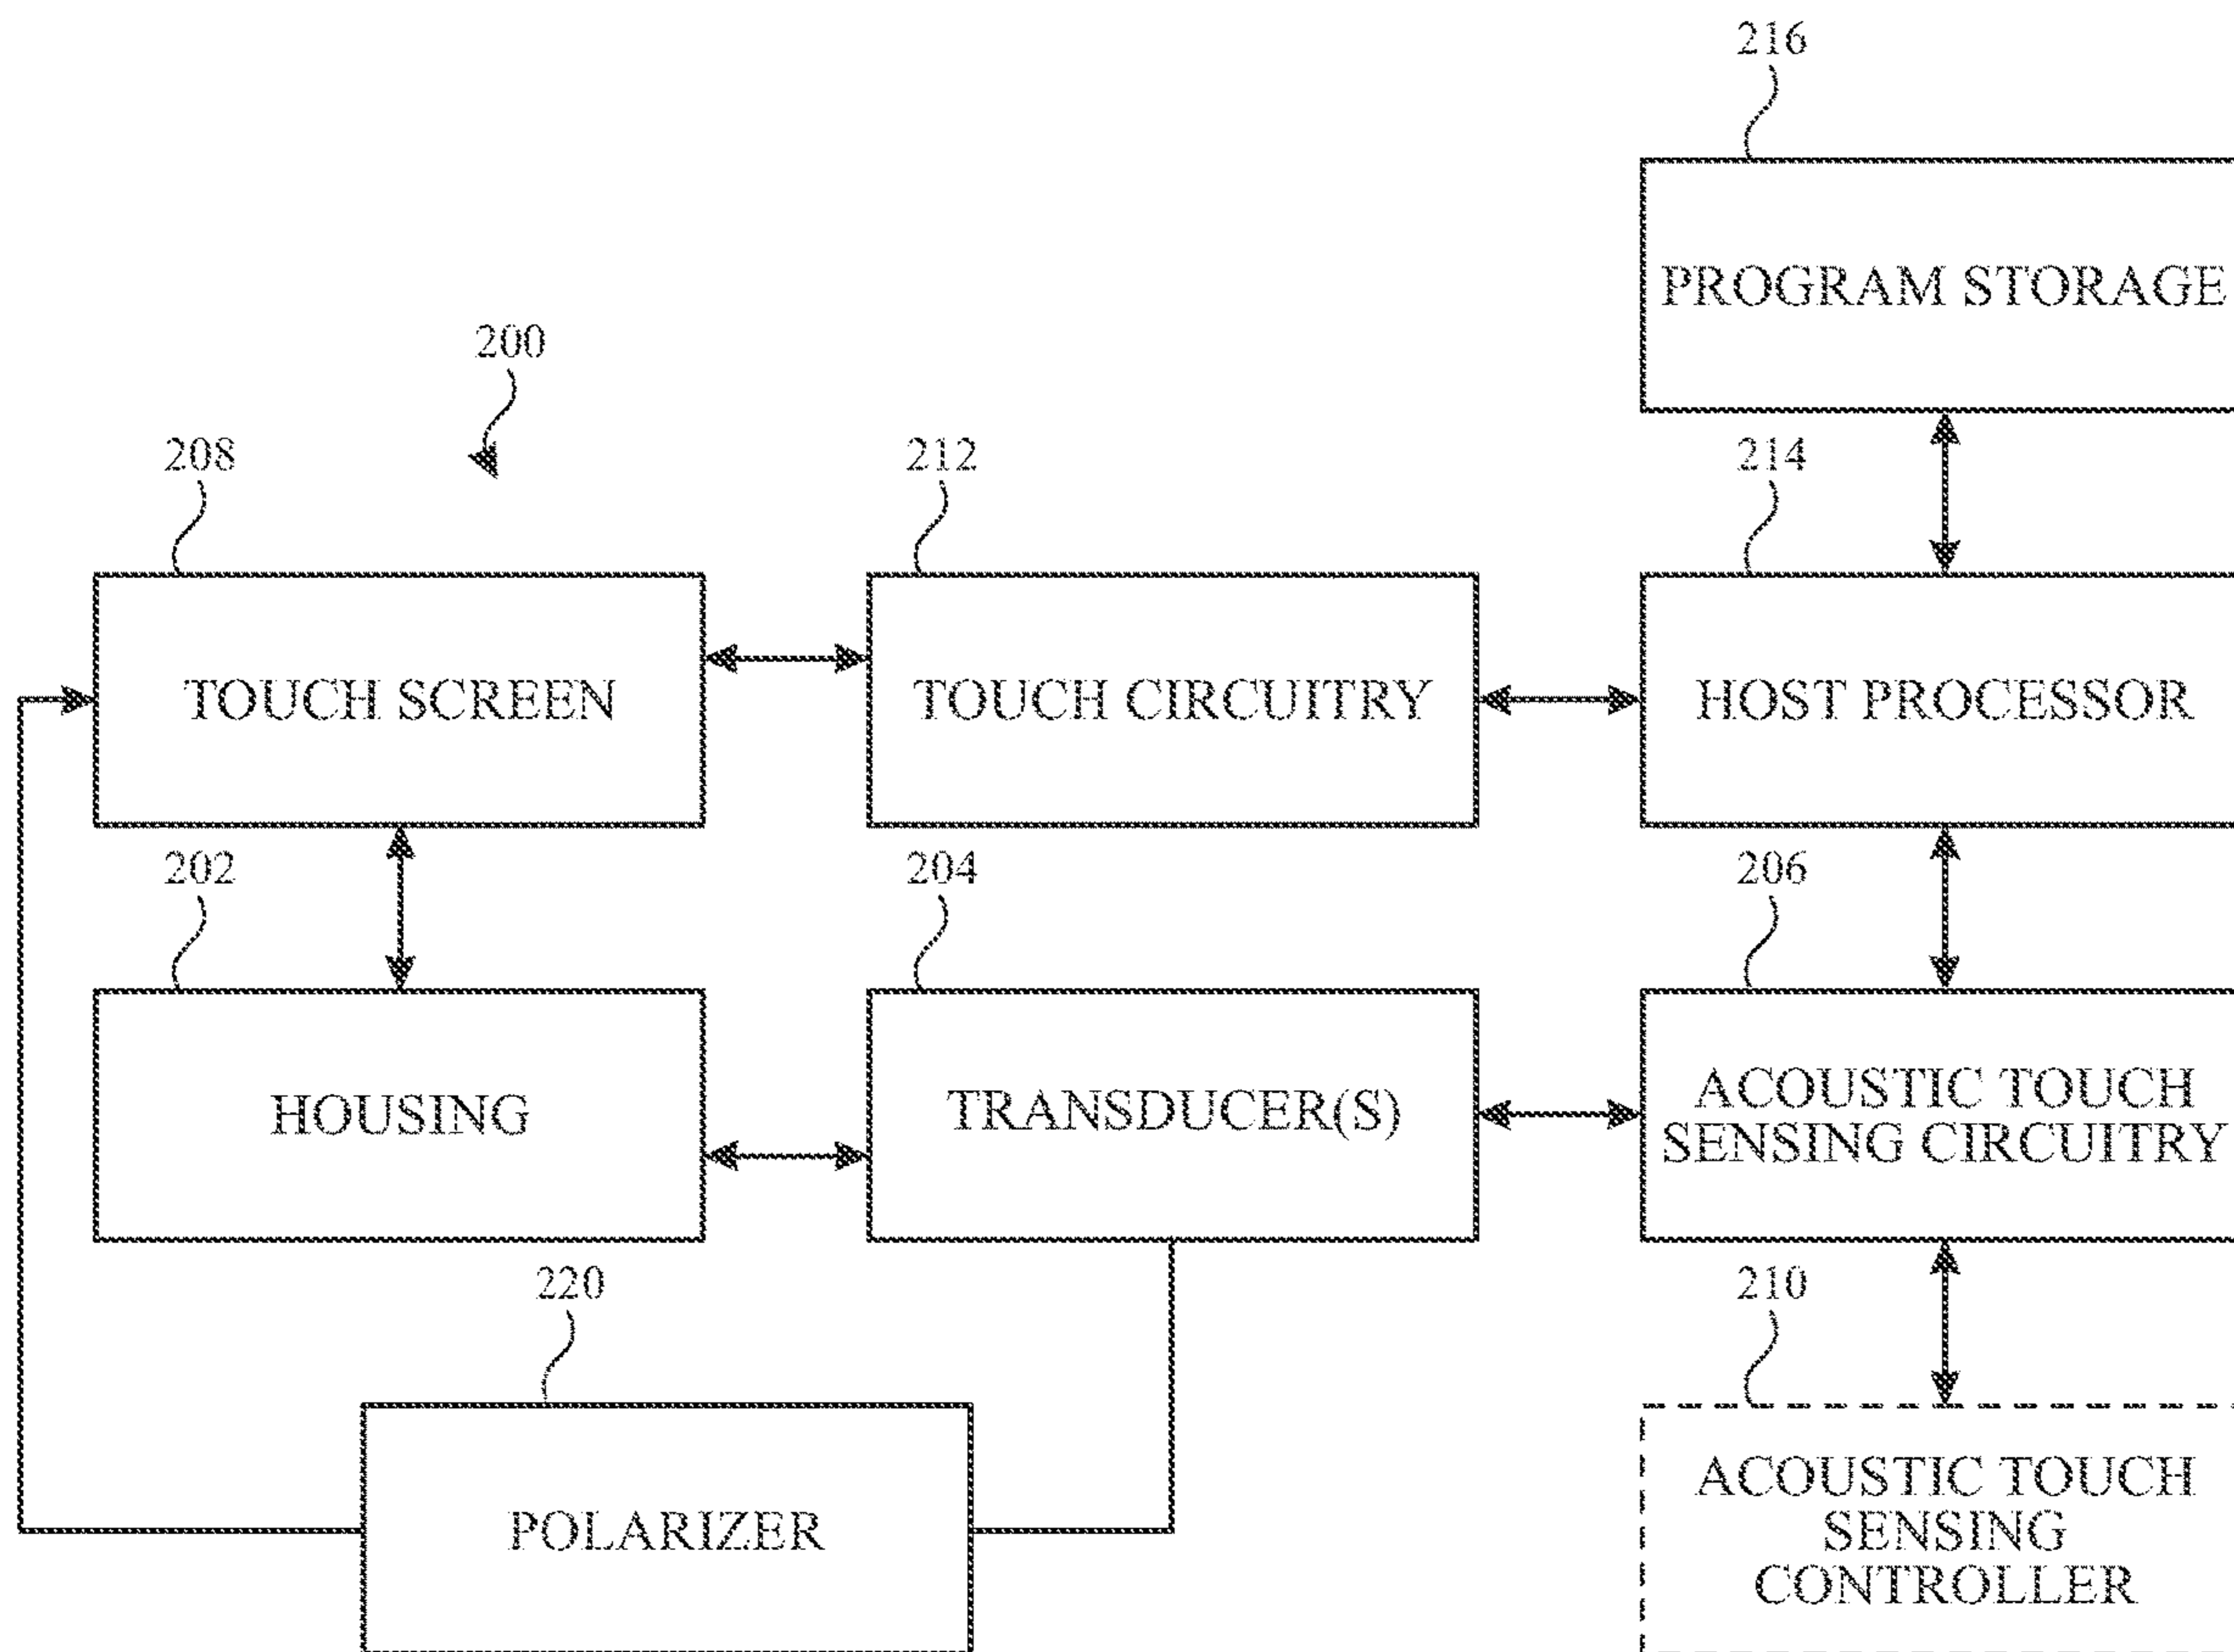 216
PROGRAM STORAGE
200
208
212
214
TOUCH SCREEN
TOUCH CIRCUITRY
HOST PROCESSOR
202
204
206
HOUSING
TRANSDUCER(S)
ACOUSTIC TOUCH
SENSING CIRCUITRY
220
210
POLARIZER
ACOUSTIC TOUCH
SENSING
CONTROLLER